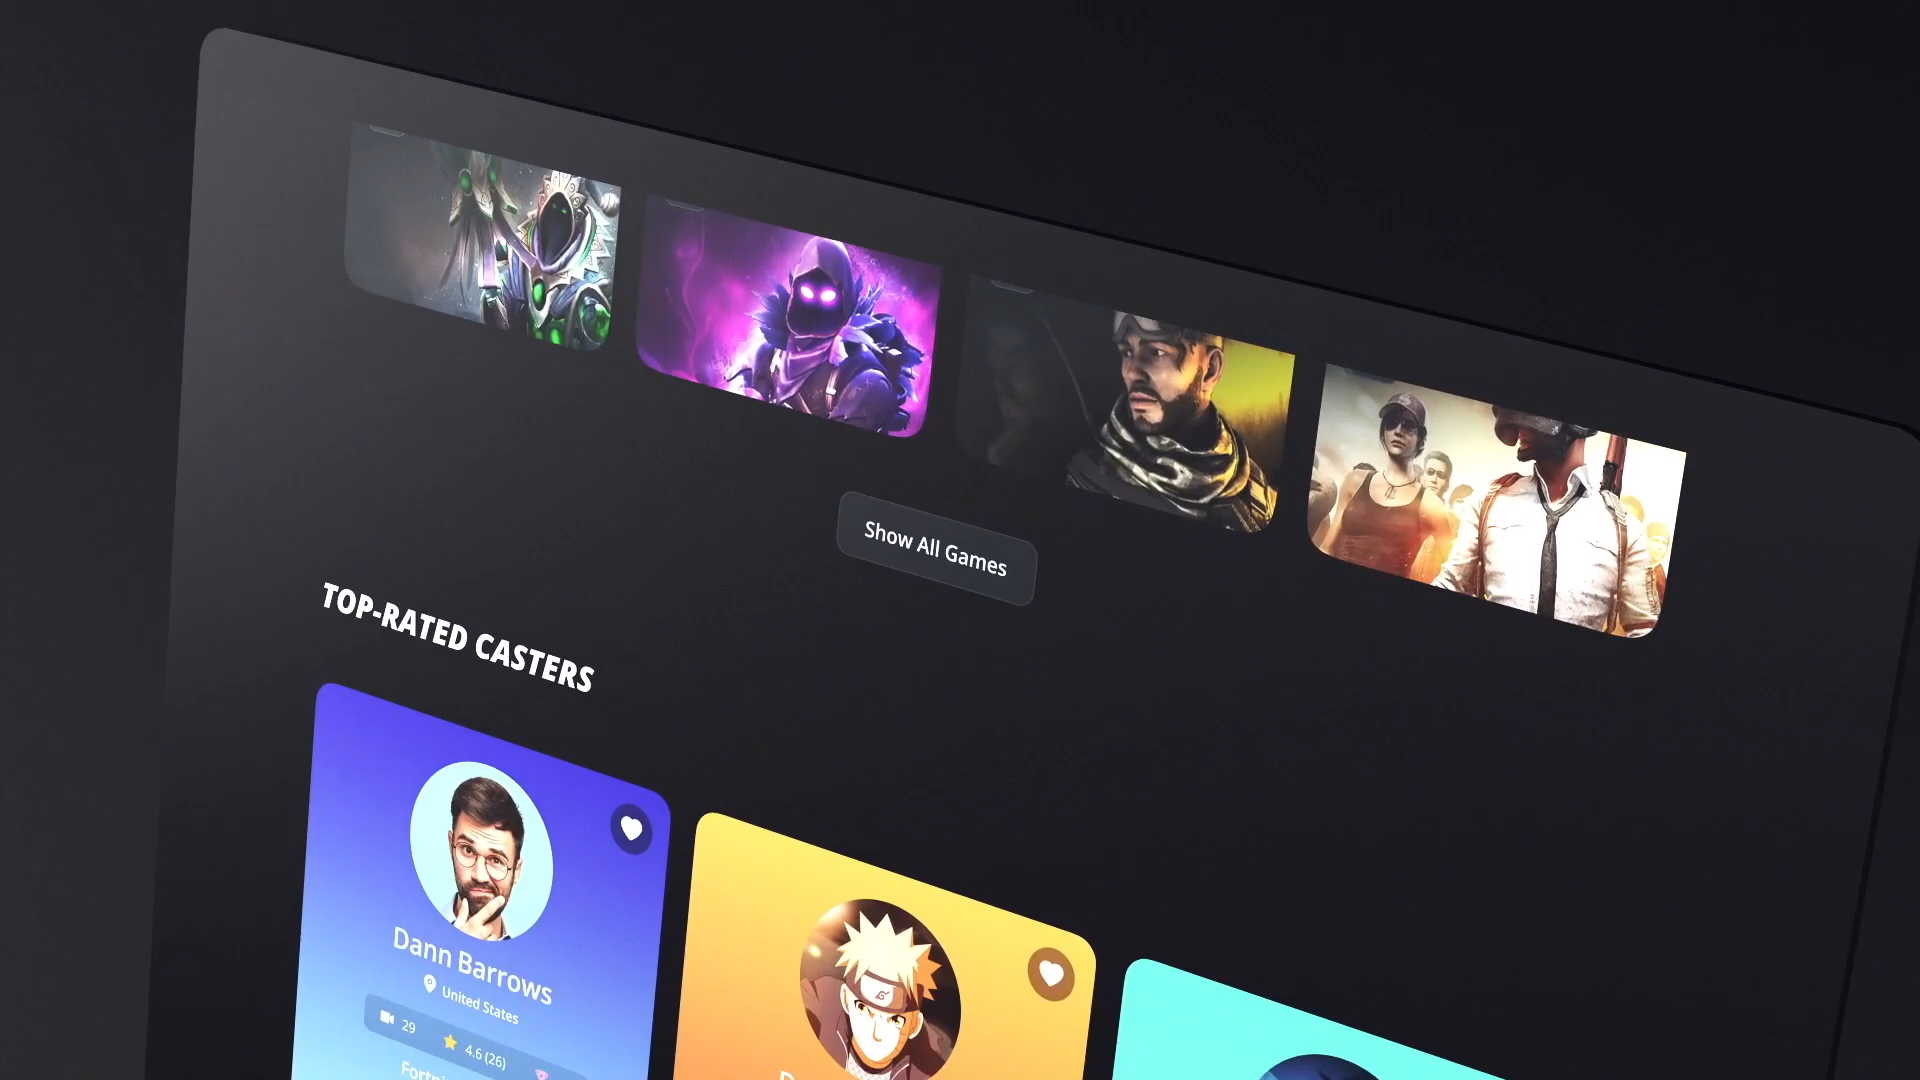 Show All Games
TOP-RATED CASTERS
Dann Barrows
United States
29
4.6 (26)